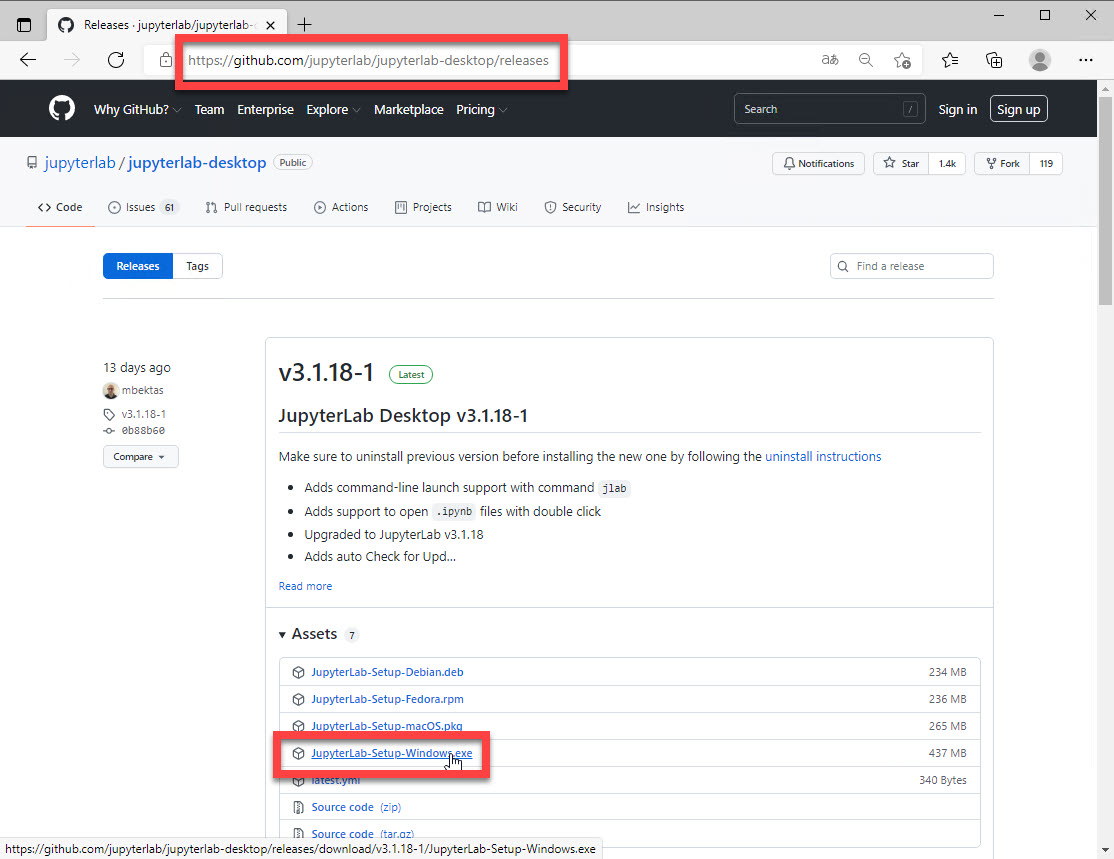 Releases · jupyterlab/jupyterlab-
https://github.com/jupyterlab/jupyterlab-desktop/releases
aあ
Why GitHub? Team Enterprise Explore Marketplace Pricing Search / Sign in Sign up
jupyterlab / jupyterlab-desktop Public Notifications Star 1.4k Fork 119
Code Issues 61 Pull requests Actions Projects Wiki Security Insights
Releases Tags Find a release
13 days ago
mbektas
v3.1.18-1
0b88b60
Compare
v3.1.18-1 Latest
JupyterLab Desktop v3.1.18-1
Make sure to uninstall previous version before installing the new one by following the uninstall instructions
• Adds command-line launch support with command jlab
• Adds support to open .ipynb files with double click
• Upgraded to JupyterLab v3.1.18
• Adds auto Check for Upd...
Read more
Assets 7
JupyterLab-Setup-Debian.deb 234 MB
JupyterLab-Setup-Fedora.rpm 236 MB
JupyterLab-Setup-macOS.pkg 265 MB
JupyterLab-Setup-Windows.exe 437 MB
latest.yml 340 Bytes
Source code (zip)
Source code (tar.gz)
https://github.com/jupyterlab/jupyterlab-desktop/releases/download/v3.1.18-1/JupyterLab-Setup-Windows.exe